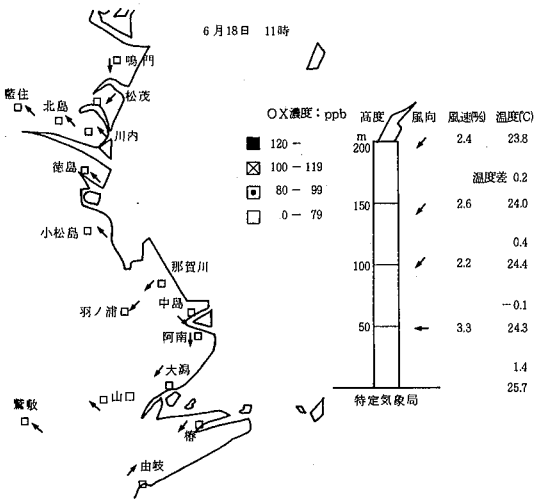 6月18日 11時
鳴門
藍住
北島
松茂
川内
徳島
小松島
那賀川
羽ノ浦
中島
阿南
大潟
鷲敷
山口
椿
由岐
OX濃度：ppb
120 -
100 - 119
80 - 99
0 - 79
高度 風向 風速(m/s) 温度(℃)
m
200 2.4 23.8
温度差 0.2
150 2.6 24.0
0.4
100 2.2 24.4
-0.1
50 3.3 24.3
1.4
25.7
特定気象局